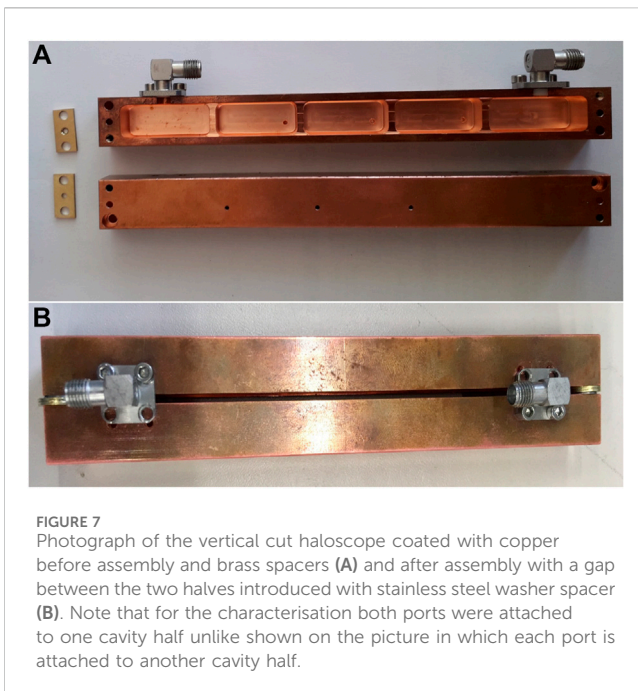 A
B
FIGURE 7
Photograph of the vertical cut haloscope coated with copper
before assembly and brass spacers (A) and after assembly with a gap
between the two halves introduced with stainless steel washer spacer
(B). Note that for the characterisation both ports were attached
to one cavity half unlike shown on the picture in which each port is
attached to another cavity half.